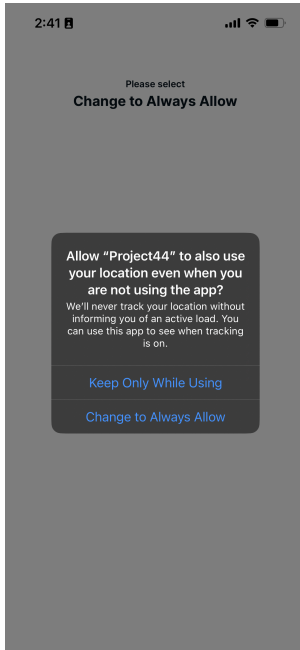 2:41
Please select
Change to Always Allow
Allow “Project44” to also use
your location even when you
are not using the app?
We’ll never track your location without
informing you of an active load. You
can use this app to see when tracking
is on.
Keep Only While Using
Change to Always Allow